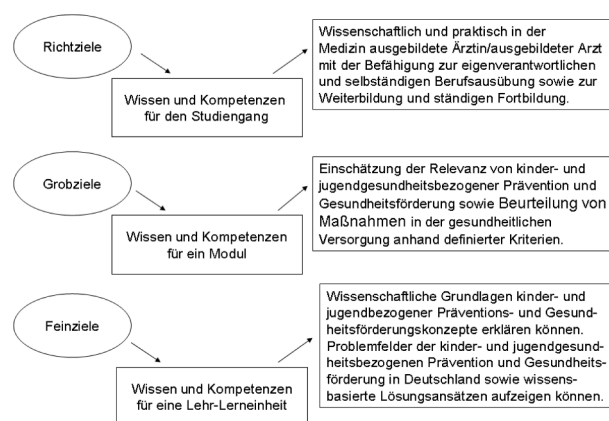 Richtziele
Wissen und Kompetenzen
für den Studiengang
Wissenschaftlich und praktisch in der
Medizin ausgebildete Ärztin/ausgebildeter Arzt
mit der Befähigung zur eigenverantwortlichen
und selbständigen Berufsausübung sowie zur
Weiterbildung und ständigen Fortbildung.
Grobziele
Wissen und Kompetenzen
für ein Modul
Einschätzung der Relevanz von kinder- und
jugendgesundheitsbezogener Prävention und
Gesundheitsförderung sowie Beurteilung von
Maßnahmen in der gesundheitlichen
Versorgung anhand definierter Kriterien.
Feinziele
Wissen und Kompetenzen
für eine Lehr-Lerneinheit
Wissenschaftliche Grundlagen kinder- und
jugendbezogener Präventions- und Gesund-
heitsförderungskonzepte erklären können.
Problemfelder der kinder- und jugendgesund-
heitsbezogenen Prävention und Gesundheits-
förderung in Deutschland sowie wissens-
basierte Lösungsansätzen aufzeigen können.